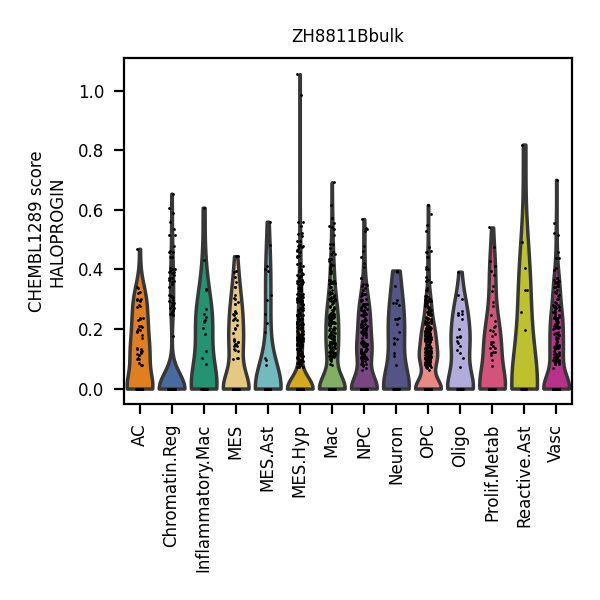 ZH8811Bbulk
CHEMBL1289 score
HALOPROGIN
1.0
0.8
0.6
0.4
0.2
0.0
AC
Chromatin.Reg
Inflammatory.Mac
MES
MES.Ast
MES.Hyp
Mac
NPC
Neuron
OPC
Oligo
Prolif.Metab
Reactive.Ast
Vasc